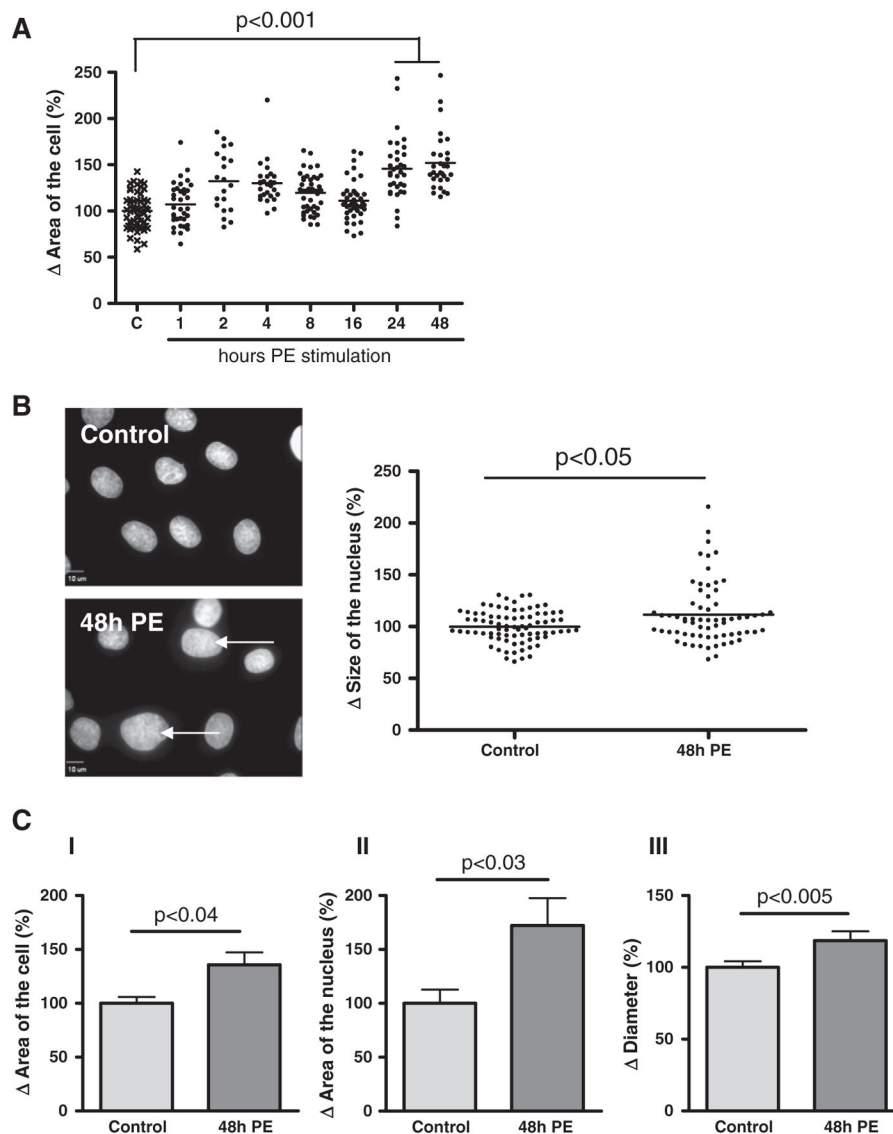 A
p<0.001
Δ Area of the cell (%)
250
200
150
100
50
0
C 1 2 4 8 16 24 48
hours PE stimulation
B
Control
10 um
48h PE
10 um
p<0.05
Δ Size of the nucleus (%)
250
200
150
100
50
0
Control 48h PE
C
I
p<0.04
Δ Area of the cell (%)
200
150
100
50
0
Control 48h PE
II
p<0.03
Δ Area of the nucleus (%)
200
150
100
50
0
Control 48h PE
III
p<0.005
Δ Diameter (%)
150
100
50
0
Control 48h PE